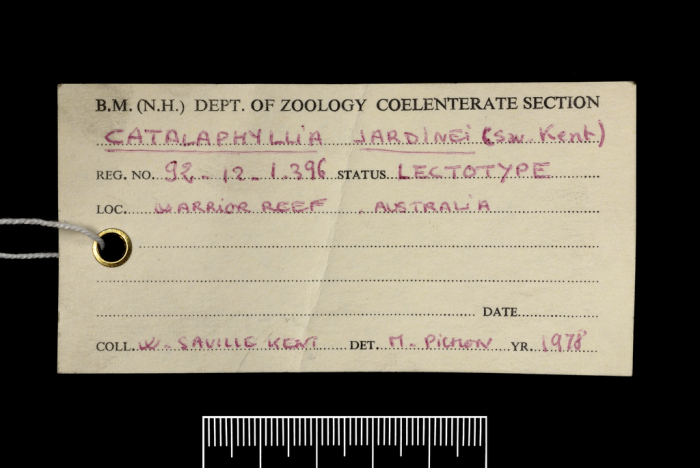 B.M. (N.H.) DEPT. OF ZOOLOGY COELENTERATE SECTION
CATALAPHYLLIA JARDINEI (Sav. Kent)
REG. NO. 92-12-1.396 STATUS LECTOTYPE
LOC. WARRIOR REEF . AUSTRALIA
DATE
COLL. W. SAVILLE KENT DET. M. PICHON YR. 1978